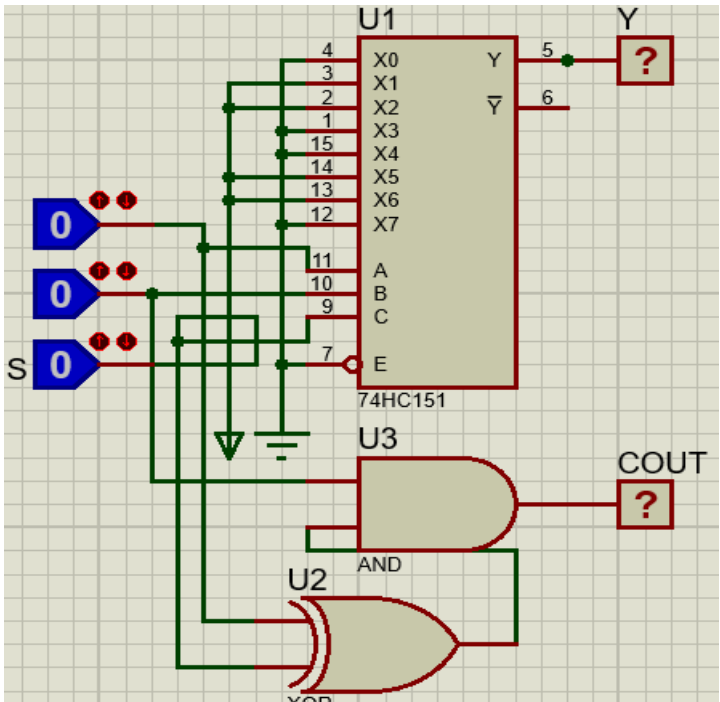 U1
Y
4 X0 Y 5 ?
3 X1
2 X2 Y 6
1 X3
15 X4
14 X5
13 X6
12 X7
0
11 A
0
10 B
9 C
S 0
7 E
74HC151
U3
COUT
?
AND
U2
XOR